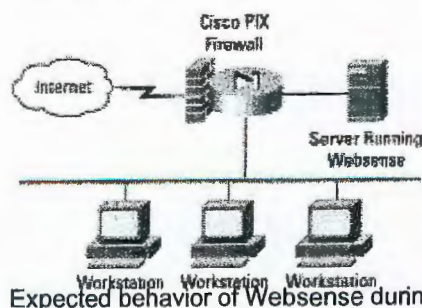 Cisco PIX
Firewall
Internet
Server Running
Websense
Workstation Workstation Workstation
Expected behavior of Websense durin